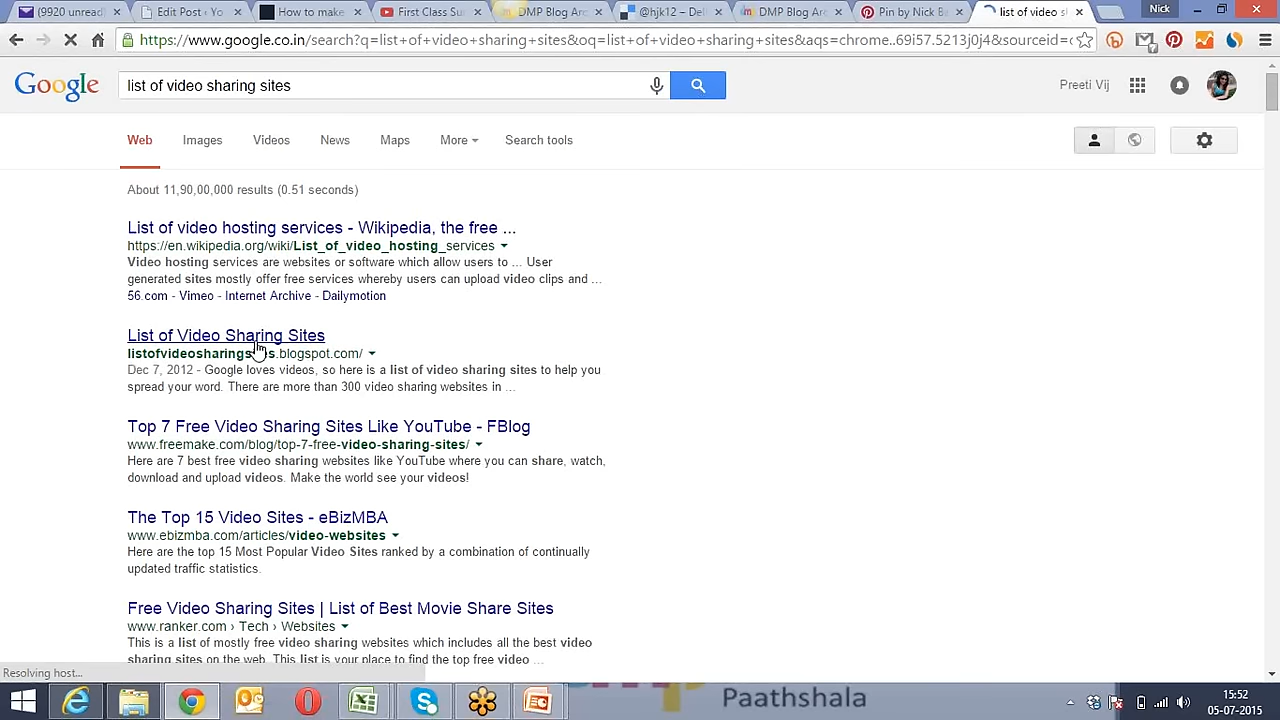 (9920 unread)
Edit Post ‹ Yo
How to make
First Class Su
DMP Blog Ar
@hjk12 – Del
DMP Blog Ar
Pin by Nick Bi
list of video s
Nick
https://www.google.co.in/search?q=list+of+video+sharing+sites&oq=list+of+video+sharing+sites&aqs=chrome..69i57.5213j0j4&sourceid=c
Google
list of video sharing sites
Preeti Vij
Web Images Videos News Maps More Search tools
About 11,90,00,000 results (0.51 seconds)
List of video hosting services - Wikipedia, the free ...
https://en.wikipedia.org/wiki/List_of_video_hosting_services
Video hosting services are websites or software which allow users to ... User
generated sites mostly offer free services whereby users can upload video clips and ...
56.com - Vimeo - Internet Archive - Dailymotion
List of Video Sharing Sites
listofvideosharings s.blogspot.com/
Dec 7, 2012 - Google loves videos, so here is a list of video sharing sites to help you
spread your word. There are more than 300 video sharing websites in ...
Top 7 Free Video Sharing Sites Like YouTube - FBlog
www.freemake.com/blog/top-7-free-video-sharing-sites/
Here are 7 best free video sharing websites like YouTube where you can share, watch,
download and upload videos. Make the world see your videos!
The Top 15 Video Sites - eBizMBA
www.ebizmba.com/articles/video-websites
Here are the top 15 Most Popular Video Sites ranked by a combination of continually
updated traffic statistics.
Free Video Sharing Sites | List of Best Movie Share Sites
www.ranker.com › Tech › Websites
This is a list of mostly free video sharing websites which includes all the best video
sharing sites on the web. This list is your place to find the top free video ...
Resolving host...
Paathshala
15:52
05-07-2015